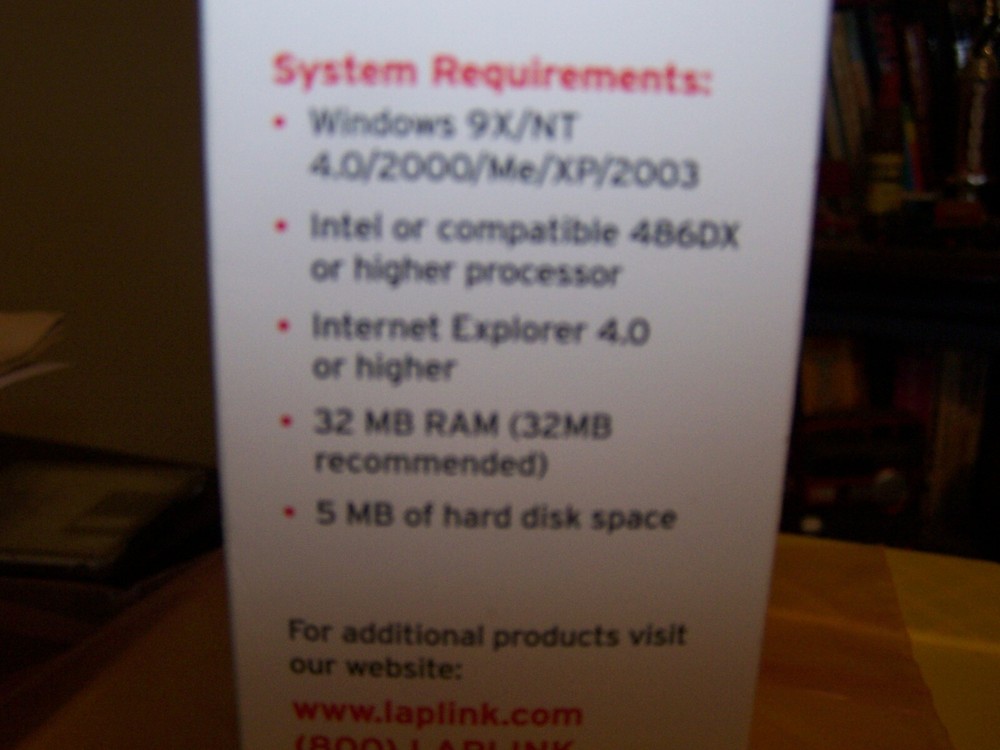 System Requirements:
• Windows 9X/NT
4.0/2000/Me/XP/2003
• Intel or compatible 486DX
or higher processor
• Internet Explorer 4.0
or higher
• 32 MB RAM (32MB
recommended)
• 5 MB of hard disk space
For additional products visit
our website:
www.laplink.com
(800) LAPLINK